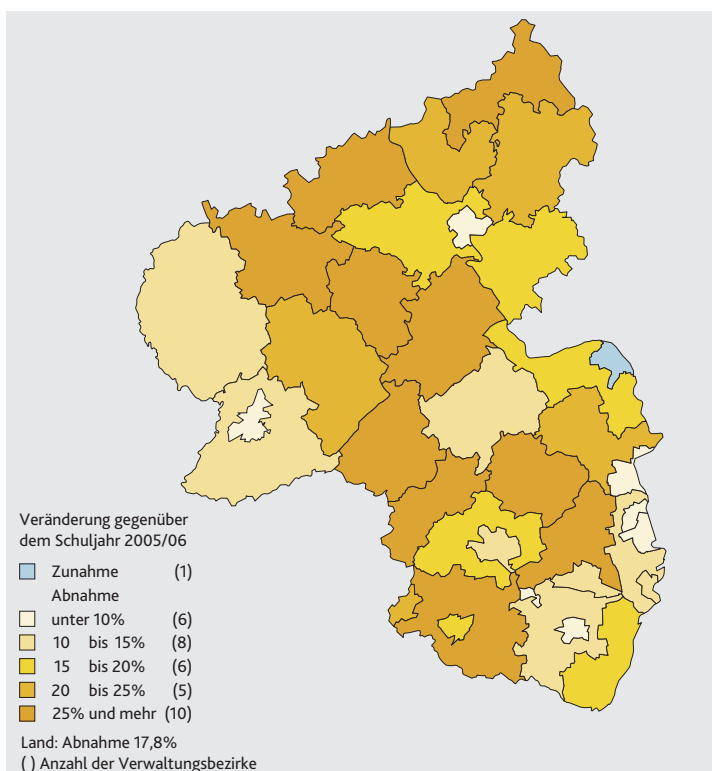 Veränderung gegenüber
dem Schuljahr 2005/06
Zunahme (1)
Abnahme
unter 10% (6)
10 bis 15% (8)
15 bis 20% (6)
20 bis 25% (5)
25% und mehr (10)
Land: Abnahme 17,8%
( ) Anzahl der Verwaltungsbezirke